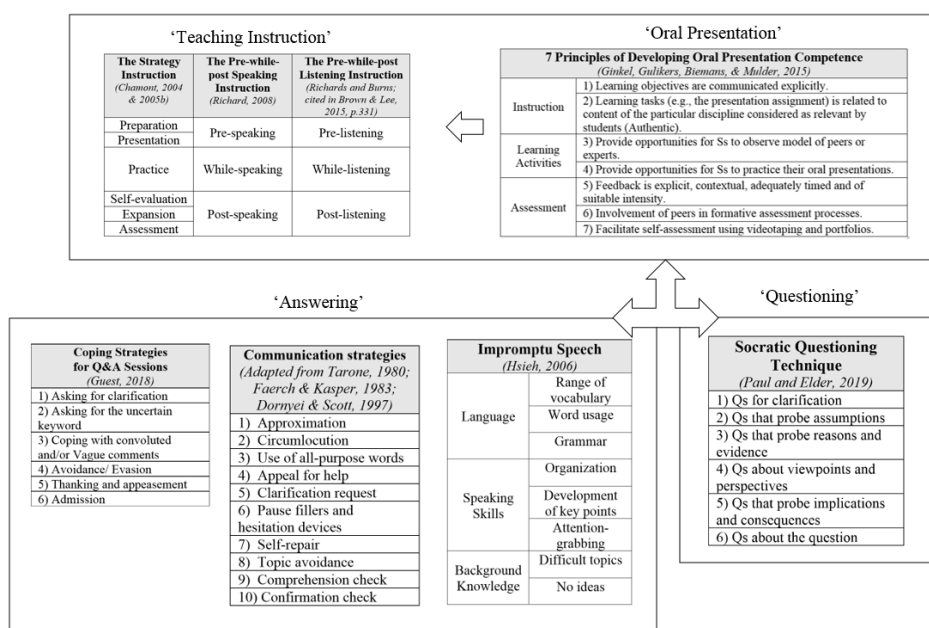 ‘Teaching Instruction’
The Strategy
Instruction
(Chamont, 2004
& 2005b)
The Pre-while-
post Speaking
Instruction
(Richard, 2008)
The Pre-while-post
Listening Instruction
(Richards and Burns;
cited in Brown & Lee,
2015, p.331)
Preparation
Presentation
Pre-speaking
Pre-listening
Practice
While-speaking
While-listening
Self-evaluation
Expansion
Assessment
Post-speaking
Post-listening
‘Oral Presentation’
7 Principles of Developing Oral Presentation Competence
(Ginkel, Gulikers, Biemans, & Mulder, 2015)
Instruction
1) Learning objectives are communicated explicitly.
2) Learning tasks (e.g., the presentation assignment) is related to
content of the particular discipline considered as relevant by
students (Authentic).
Learning
Activities
3) Provide opportunities for Ss to observe model of peers or
experts.
4) Provide opportunities for Ss to practice their oral presentations.
Assessment
5) Feedback is explicit, contextual, adequately timed and of
suitable intensity.
6) Involvement of peers in formative assessment processes.
7) Facilitate self-assessment using videotaping and portfolios.
‘Answering’
Coping Strategies
for Q&A Sessions
(Guest, 2018)
1) Asking for clarification
2) Asking for the uncertain
keyword
3) Coping with convoluted
and/or Vague comments
4) Avoidance/ Evasion
5) Thanking and appeasement
6) Admission
Communication strategies
(Adapted from Tarone, 1980;
Faerch & Kasper, 1983;
Dornyei & Scott, 1997)
1) Approximation
2) Circumlocution
3) Use of all-purpose words
4) Appeal for help
5) Clarification request
6) Pause fillers and
hesitation devices
7) Self-repair
8) Topic avoidance
9) Comprehension check
10) Confirmation check
Impromptu Speech
(Hsieh, 2006)
Language
Range of
vocabulary
Word usage
Grammar
Speaking
Skills
Organization
Development
of key points
Attention-
grabbing
Background
Knowledge
Difficult topics
No ideas
‘Questioning’
Socratic Questioning
Technique
(Paul and Elder, 2019)
1) Qs for clarification
2) Qs that probe assumptions
3) Qs that probe reasons and
evidence
4) Qs about viewpoints and
perspectives
5) Qs that probe implications
and consequences
6) Qs about the question